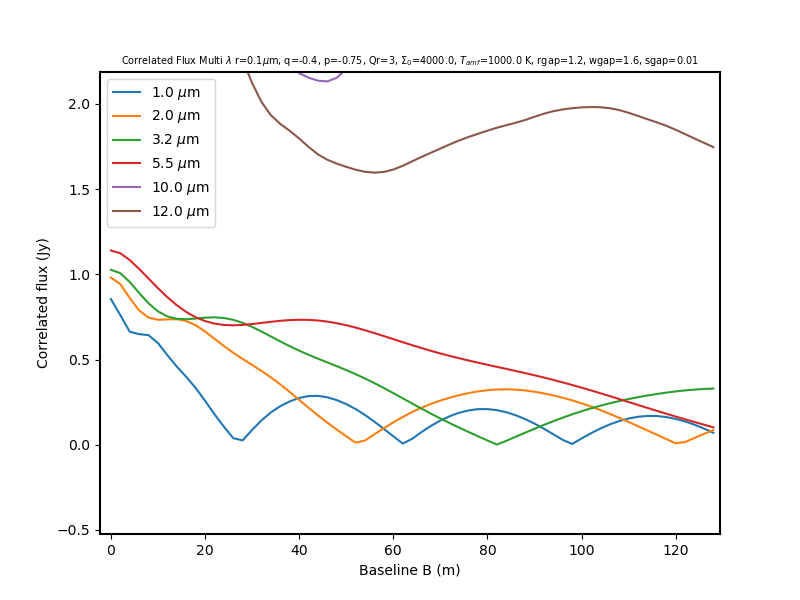 Correlated Flux Multi λ r=0.1μm, q=-0.4, p=-0.75, Qr=3, Σ₀=4000.0, T_amf=1000.0 K, rgap=1.2, wgap=1.6, sgap=0.01
1.0 μm
2.0 μm
3.2 μm
5.5 μm
10.0 μm
12.0 μm
Correlated flux (Jy)
2.0
1.5
1.0
0.5
0.0
−0.5
0 20 40 60 80 100 120
Baseline B (m)